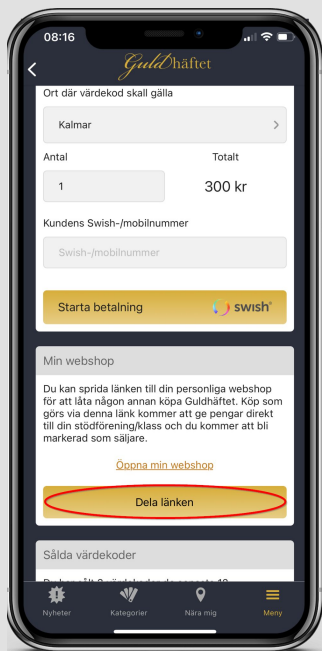 08:16
Guldhäftet
Ort där värdekod skall gälla
Kalmar
Antal Totalt
1 300 kr
Kundens Swish-/mobilnummer
Swish-/mobilnummer
Starta betalning swish®
Min webshop
Du kan sprida länken till din personliga webshop
för att låta någon annan köpa Guldhäftet. Köp som
görs via denna länk kommer att ge pengar direkt
till din stödförening/klass och du kommer att bli
markerad som säljare.
Öppna min webshop
Dela länken
Sålda värdekoder
Nyheter Kategorier Nära mig Meny